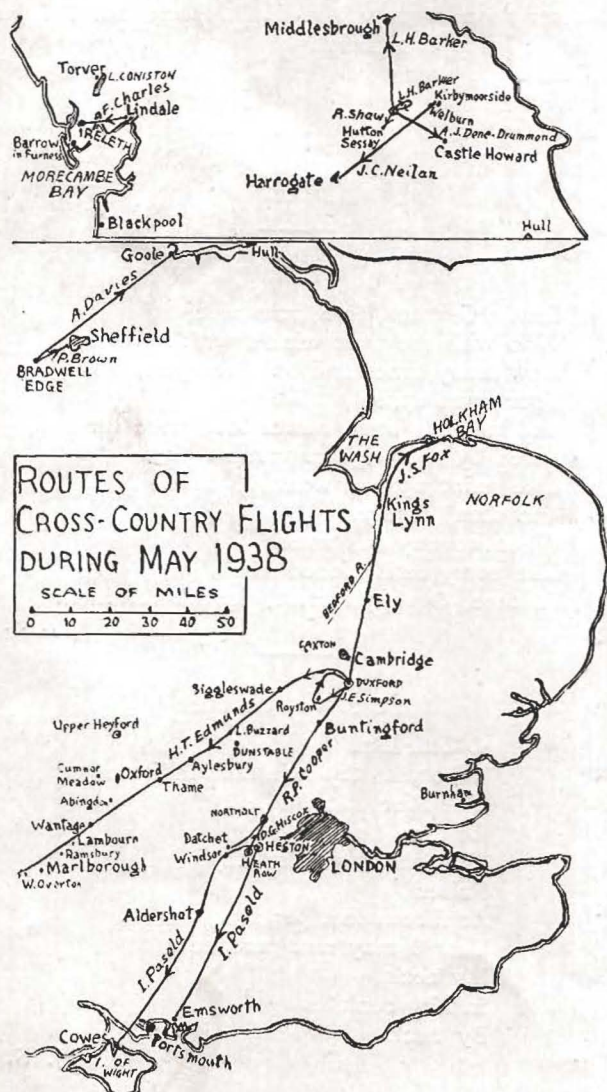 Middlesbrough
L.H. Barker
Torver
L. CONISTON
F. Charles
Lindale
IRELETH
Barrow
in Furness
MORECAMBE
BAY
Blackpool
L.H. Barker
Kirbymoorside
Welburn
R. Shaw
A.J. Dene-Drummond
Hutton
Sessay
Castle Howard
Harrogate
J.C. Neilan
Hull
Goole
Hull
A. Davies
Sheffield
P. Brown
BRADWELL
EDGE
THE
WASH
HOLKHAM
BAY
J.S. FOX
Kings
Lynn
NORFOLK
ROUTES OF
CROSS-COUNTRY FLIGHTS
DURING MAY 1938
SCALE OF MILES
0 10 20 30 40 50
BEDFORD R.
Ely
CAXTON
Cambridge
DUXFORD
J.E. Simpson
Biggleswade
Royston
Buntingford
H.T. Edmunds
Upper Heyford
L. Buzzard
DUNSTABLE
Aylesbury
Cumnor
Meadow
Oxford
Thame
Abingdon
R.P. Cooper
Burnham
Wantage
Lambourn
Ramsbury
Marlborough
W. Overton
NORTHOLT
D.G. Hiscox
Datchet
Windsor
HESTON
HEATH
ROW
LONDON
Aldershot
I. Pasold
I. Pasold
Emsworth
Cowes
Portsmouth
I. OF
WIGHT